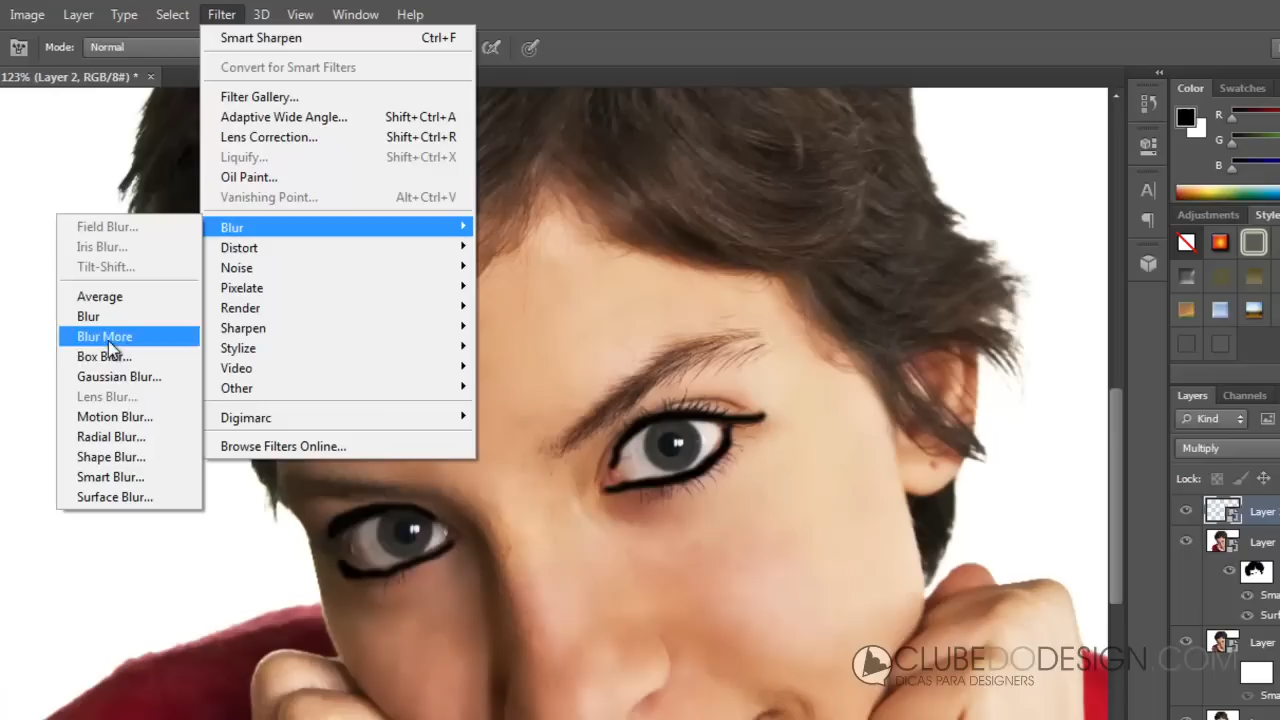 Image Layer Type Select Filter 3D View Window Help
Mode: Normal
123% (Layer 2, RGB/8#) * ×
Smart Sharpen Ctrl+F
Convert for Smart Filters
Filter Gallery...
Adaptive Wide Angle... Shift+Ctrl+A
Lens Correction... Shift+Ctrl+R
Liquify... Shift+Ctrl+X
Oil Paint...
Vanishing Point... Alt+Ctrl+V
Blur
Distort
Noise
Pixelate
Render
Sharpen
Stylize
Video
Other
Digimarc
Browse Filters Online...
Field Blur...
Iris Blur...
Tilt-Shift...
Average
Blur
Blur More
Box Blur...
Gaussian Blur...
Lens Blur...
Motion Blur...
Radial Blur...
Shape Blur...
Smart Blur...
Surface Blur...
Color Swatches
R
G
B
A
Adjustments Style
Layers Channels
Kind
Multiply
Lock:
Layer
Layer
Sma
Surf
Sma
CLUBEDODESIGN.COM
DICAS PARA DESIGNERS